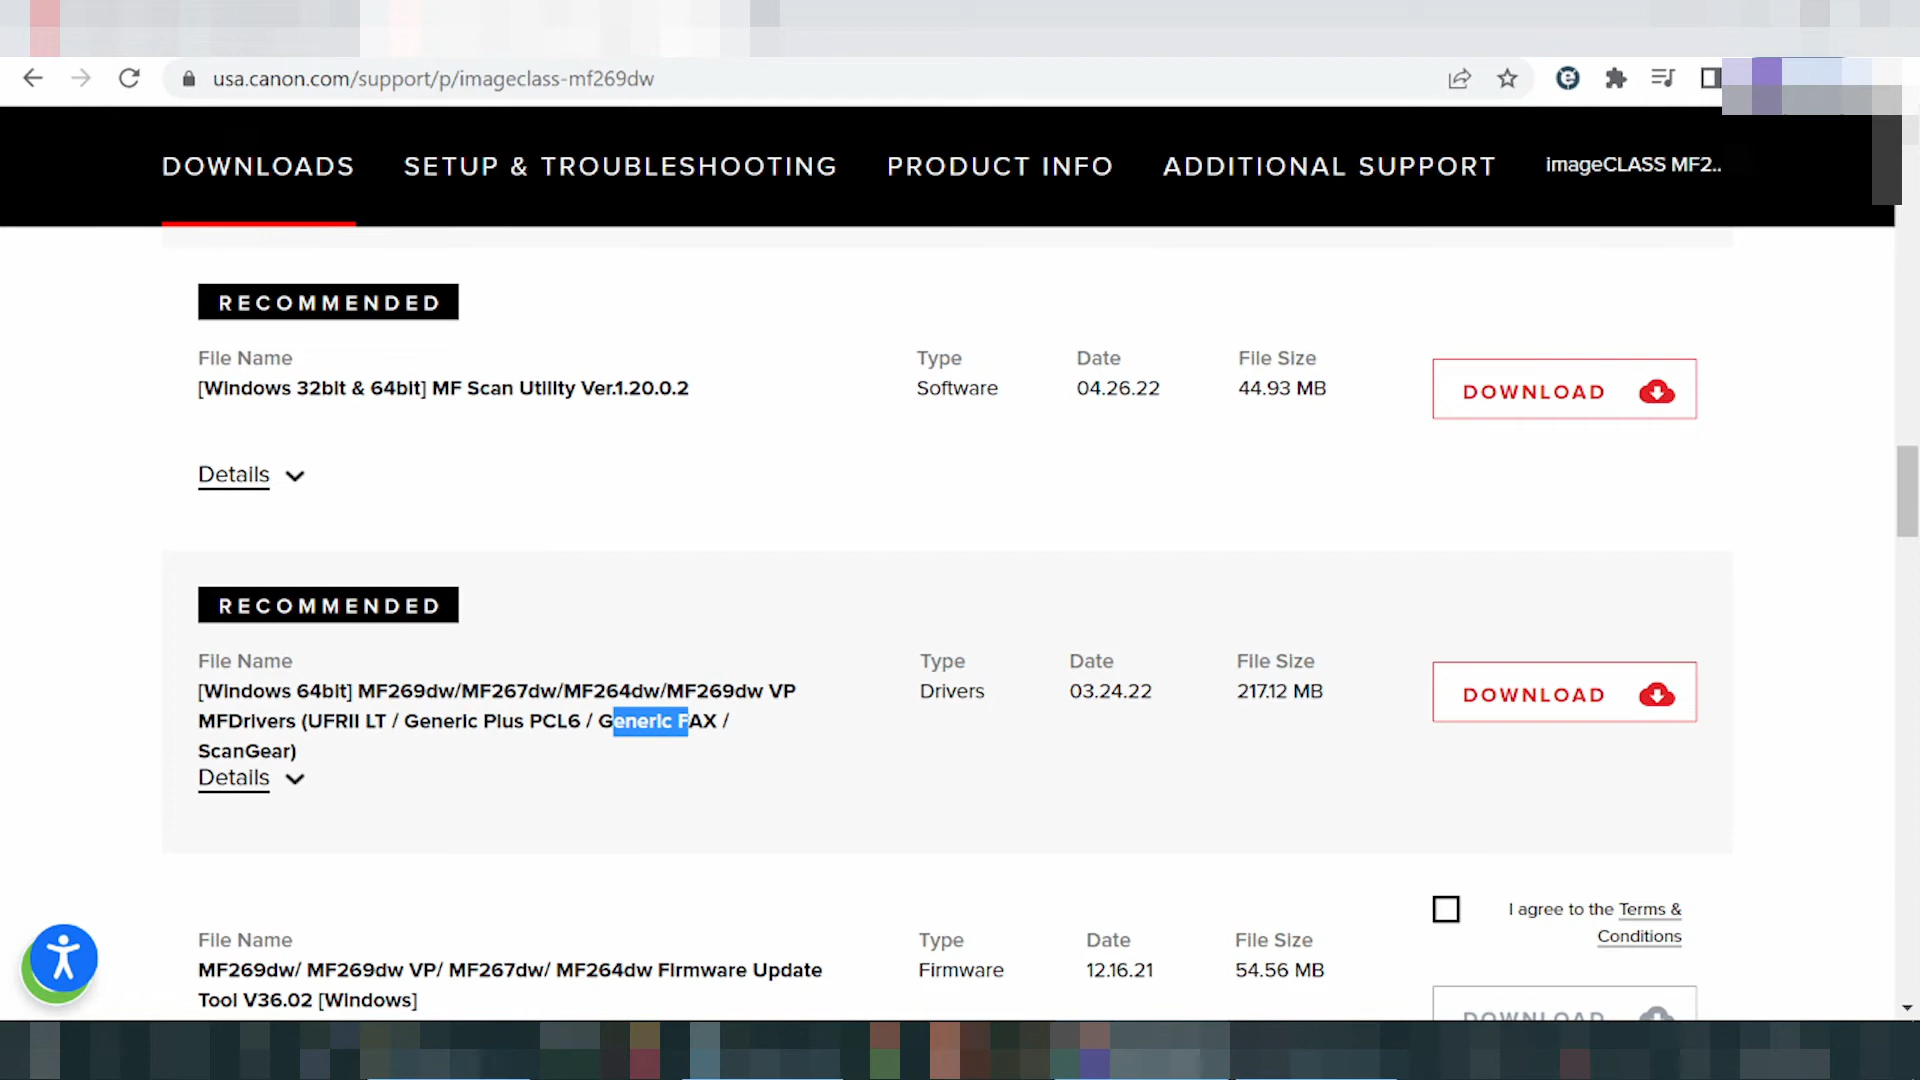 usa.canon.com/support/p/imageclass-mf269dw
DOWNLOADS SETUP & TROUBLESHOOTING PRODUCT INFO ADDITIONAL SUPPORT imageCLASS MF2..
RECOMMENDED
File Name Type Date File Size
[Windows 32bit & 64bit] MF Scan Utility Ver.1.20.0.2 Software 04.26.22 44.93 MB
DOWNLOAD
Details
RECOMMENDED
File Name Type Date File Size
[Windows 64bit] MF269dw/MF267dw/MF264dw/MF269dw VP Drivers 03.24.22 217.12 MB
DOWNLOAD
MFDrivers (UFRII LT / Generic Plus PCL6 / Generic FAX /
ScanGear)
Details
I agree to the Terms &
Conditions
File Name Type Date File Size
MF269dw/ MF269dw VP/ MF267dw/ MF264dw Firmware Update Firmware 12.16.21 54.56 MB
Tool V36.02 [Windows]
DOWNLOAD